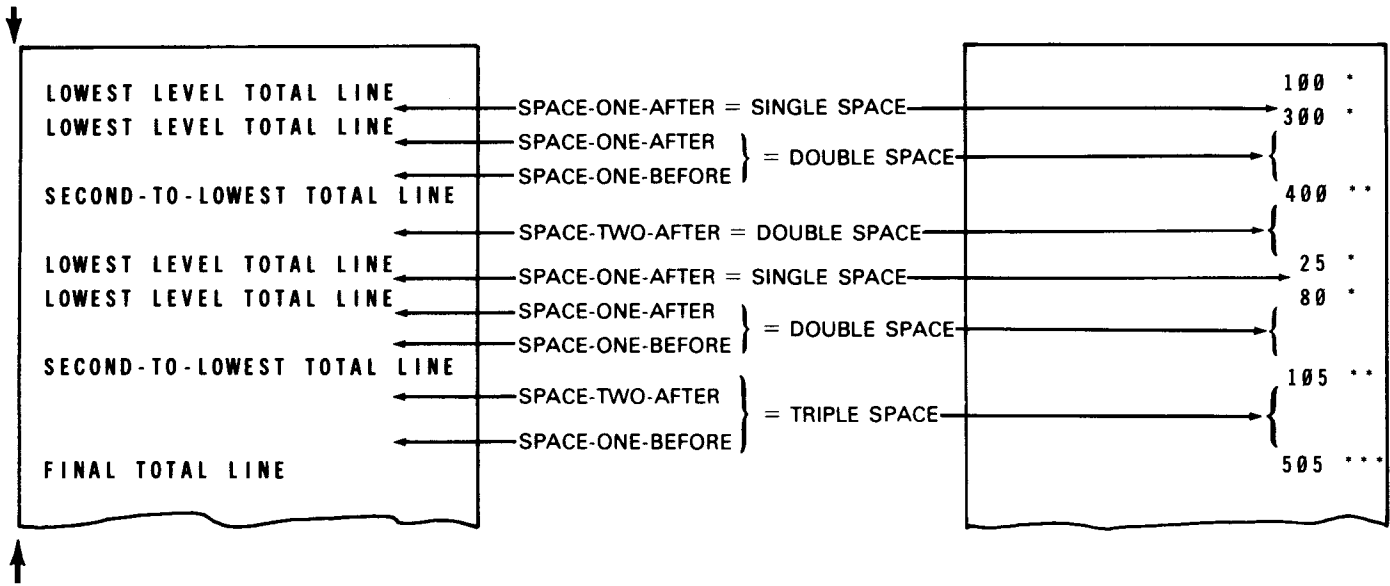 LOWEST LEVEL TOTAL LINE 100 *
SPACE-ONE-AFTER = SINGLE SPACE
LOWEST LEVEL TOTAL LINE 300 *
SPACE-ONE-AFTER
} = DOUBLE SPACE {
SPACE-ONE-BEFORE
SECOND-TO-LOWEST TOTAL LINE 400 **
SPACE-TWO-AFTER = DOUBLE SPACE {
LOWEST LEVEL TOTAL LINE 25 *
SPACE-ONE-AFTER = SINGLE SPACE
LOWEST LEVEL TOTAL LINE 80 *
SPACE-ONE-AFTER
} = DOUBLE SPACE {
SPACE-ONE-BEFORE
SECOND-TO-LOWEST TOTAL LINE 105 **
SPACE-TWO-AFTER
} = TRIPLE SPACE {
SPACE-ONE-BEFORE
FINAL TOTAL LINE 505 ***